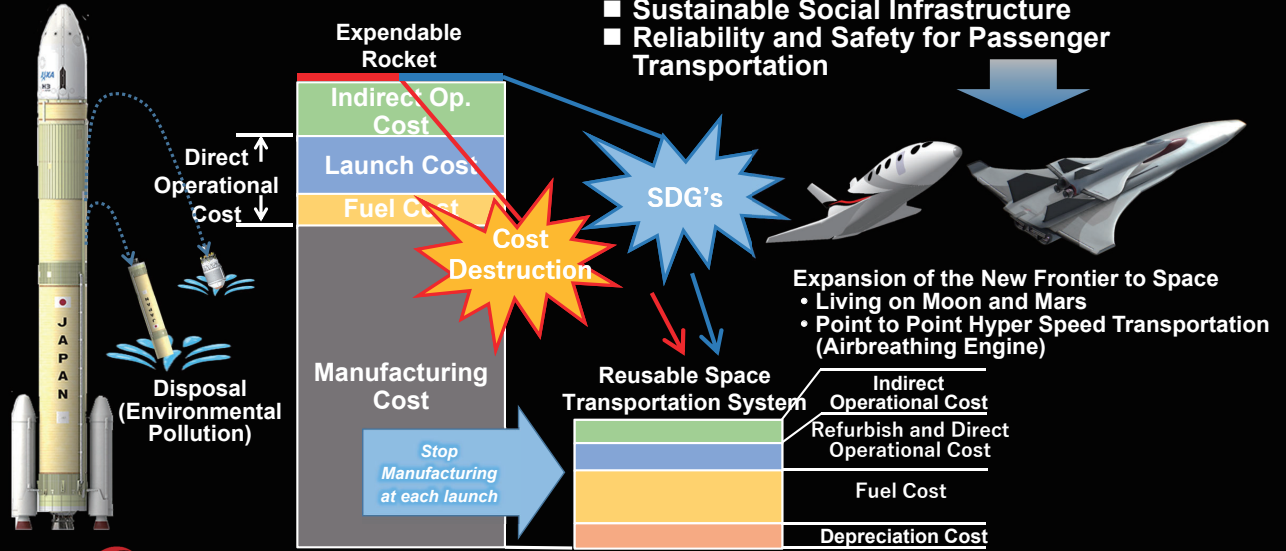 ■ Sustainable Social Infrastructure
■ Reliability and Safety for Passenger
Transportation
Expendable
Rocket
Indirect Op.
Cost
Direct
Operational
Cost
Launch Cost
Fuel Cost
Manufacturing
Cost
JAXA
H3
JAPAN
Disposal
(Environmental
Pollution)
Cost
Destruction
SDG's
Stop
Manufacturing
at each launch
Expansion of the New Frontier to Space
• Living on Moon and Mars
• Point to Point Hyper Speed Transportation
(Airbreathing Engine)
Reusable Space
Transportation System
Indirect
Operational Cost
Refurbish and Direct
Operational Cost
Fuel Cost
Depreciation Cost